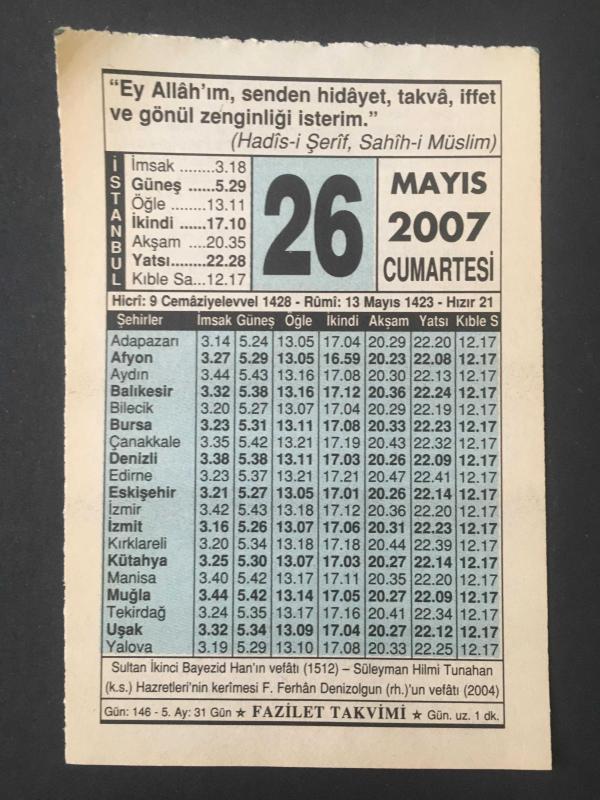 “Ey Allâh’ım, senden hidâyet, takvâ, iffet
ve gönül zenginliği isterim.”
(Hadîs-i Şerîf, Sahîh-i Müslim)
İSTANBUL
İmsak ........3.18
Güneş ......5.29
Öğle .........13.11
İkindi ......17.10
Akşam ....20.35
Yatsı........22.28
Kıble Sa...12.17
26
MAYIS
2007
CUMARTESİ
Hicrî: 9 Cemâziyelevvel 1428 - Rûmî: 13 Mayıs 1423 - Hızır 21
Şehirler İmsak Güneş Öğle İkindi Akşam Yatsı Kıble S
Adapazarı 3.14 5.24 13.05 17.04 20.29 22.20 12.17
Afyon 3.27 5.29 13.05 16.59 20.23 22.08 12.17
Aydın 3.44 5.43 13.16 17.08 20.30 22.13 12.17
Balıkesir 3.32 5.38 13.16 17.12 20.36 22.24 12.17
Bilecik 3.20 5.27 13.07 17.04 20.29 22.19 12.17
Bursa 3.23 5.31 13.11 17.08 20.33 22.23 12.17
Çanakkale 3.35 5.42 13.21 17.19 20.43 22.32 12.17
Denizli 3.38 5.38 13.11 17.03 20.26 22.09 12.17
Edirne 3.23 5.37 13.21 17.21 20.47 22.41 12.17
Eskişehir 3.21 5.27 13.05 17.01 20.26 22.14 12.17
İzmir 3.42 5.43 13.18 17.12 20.36 22.20 12.17
İzmit 3.16 5.26 13.07 17.06 20.31 22.23 12.17
Kırklareli 3.20 5.34 13.18 17.18 20.44 22.39 12.17
Kütahya 3.25 5.30 13.07 17.03 20.27 22.14 12.17
Manisa 3.40 5.42 13.17 17.11 20.35 22.20 12.17
Muğla 3.44 5.42 13.14 17.05 20.27 22.09 12.17
Tekirdağ 3.24 5.35 13.17 17.16 20.41 22.34 12.17
Uşak 3.32 5.34 13.09 17.04 20.27 22.12 12.17
Yalova 3.19 5.29 13.10 17.08 20.33 22.25 12.17
Sultan İkinci Bayezid Han’ın vefâtı (1512) – Süleyman Hilmi Tunahan
(k.s.) Hazretleri’nin kerîmesi F. Ferhân Denizolgun (rh.)’un vefâtı (2004)
Gün: 146 - 5. Ay: 31 Gün ★ FAZİLET TAKVİMİ ★ Gün. uz. 1 dk.